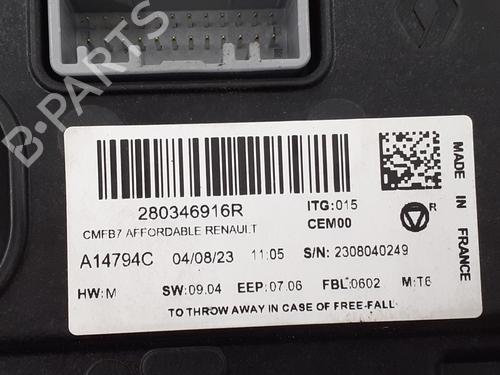 B-PARTS
280346916R
ITG:015
CMFB7 AFFORDABLE RENAULT
CEM00
R
A14794C 04/08/23 11:05 S/N: 2308040249
HW:M SW:09.04 EEP:07.06 FBL:0602 M:T6
TO THROW AWAY IN CASE OF FREE-FALL
MADE IN FRANCE